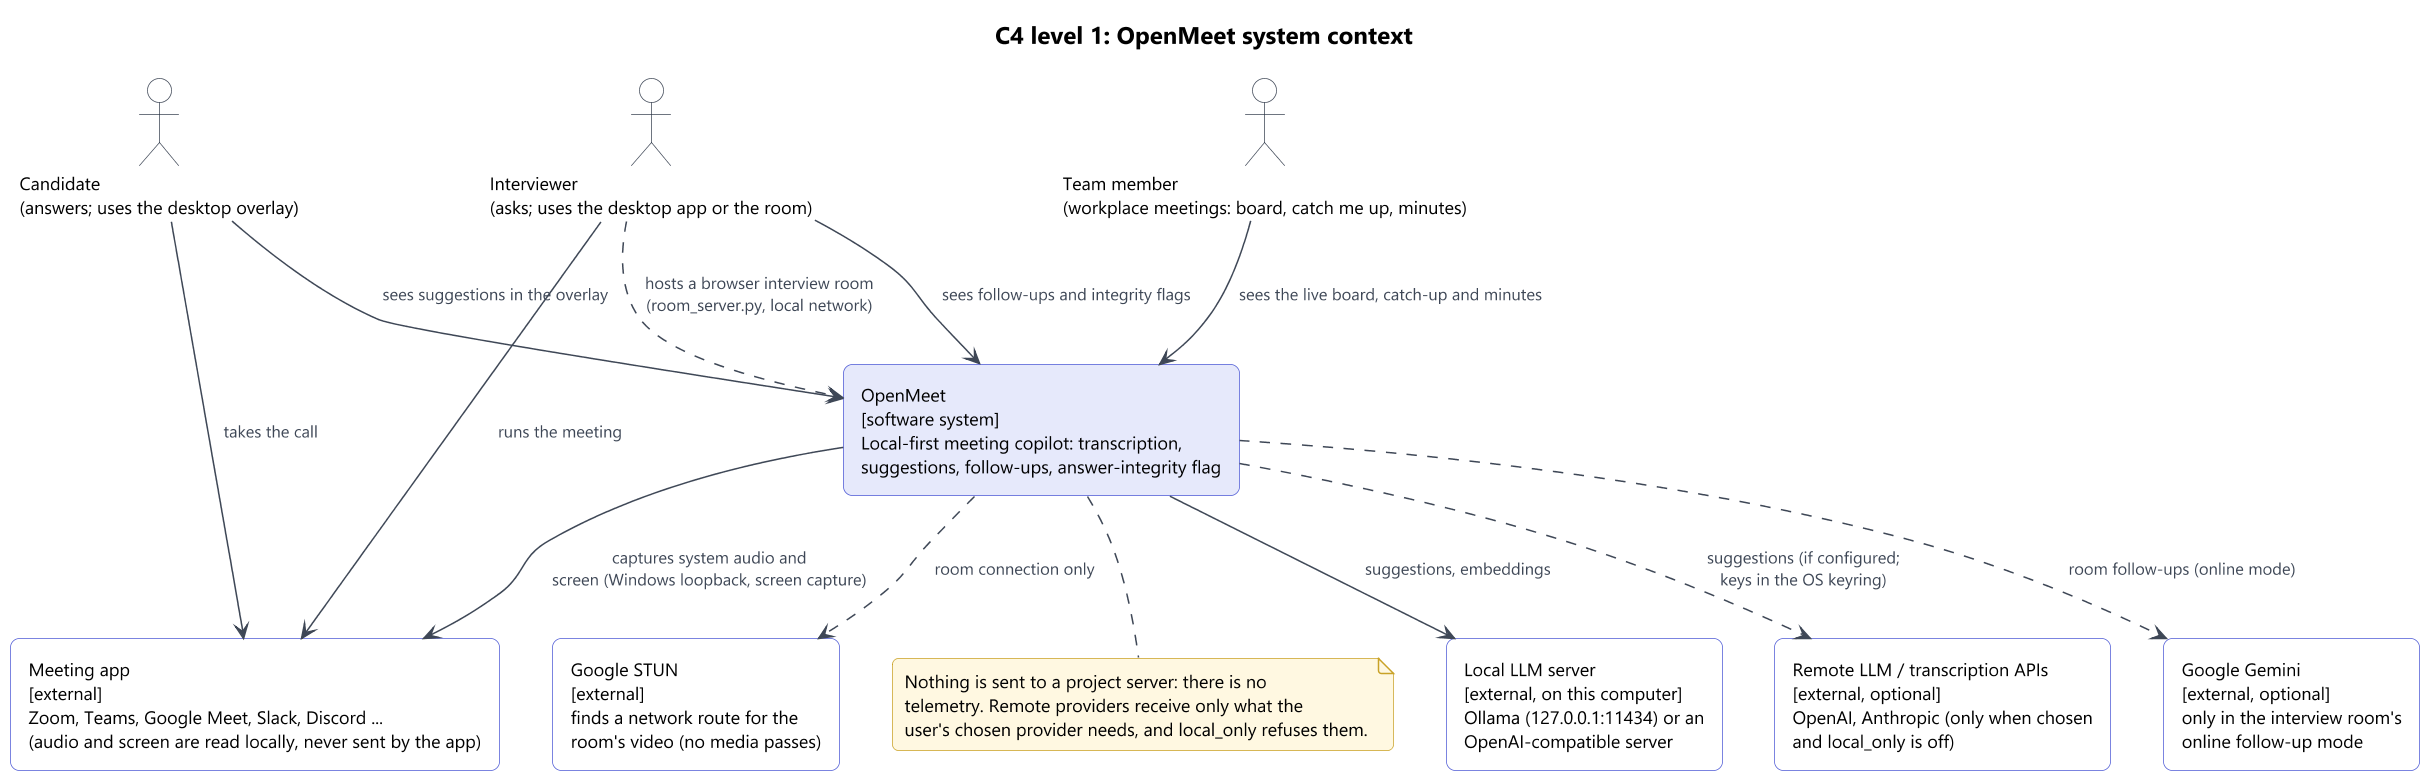 C4 level 1: OpenMeet system context
Candidate
(answers; uses the desktop overlay)
Interviewer
(asks; uses the desktop app or the room)
Team member
(workplace meetings: board, catch me up, minutes)
sees suggestions in the overlay
hosts a browser interview room
(room_server.py, local network)
sees follow-ups and integrity flags
sees the live board, catch-up and minutes
takes the call
runs the meeting
OpenMeet
[software system]
Local-first meeting copilot: transcription,
suggestions, follow-ups, answer-integrity flag
captures system audio and
screen (Windows loopback, screen capture)
room connection only
suggestions, embeddings
suggestions (if configured;
keys in the OS keyring)
room follow-ups (online mode)
Meeting app
[external]
Zoom, Teams, Google Meet, Slack, Discord ...
(audio and screen are read locally, never sent by the app)
Google STUN
[external]
finds a network route for the
room's video (no media passes)
Nothing is sent to a project server: there is no
telemetry. Remote providers receive only what the
user's chosen provider needs, and local_only refuses them.
Local LLM server
[external, on this computer]
Ollama (127.0.0.1:11434) or an
OpenAI-compatible server
Remote LLM / transcription APIs
[external, optional]
OpenAI, Anthropic (only when chosen
and local_only is off)
Google Gemini
[external, optional]
only in the interview room's
online follow-up mode